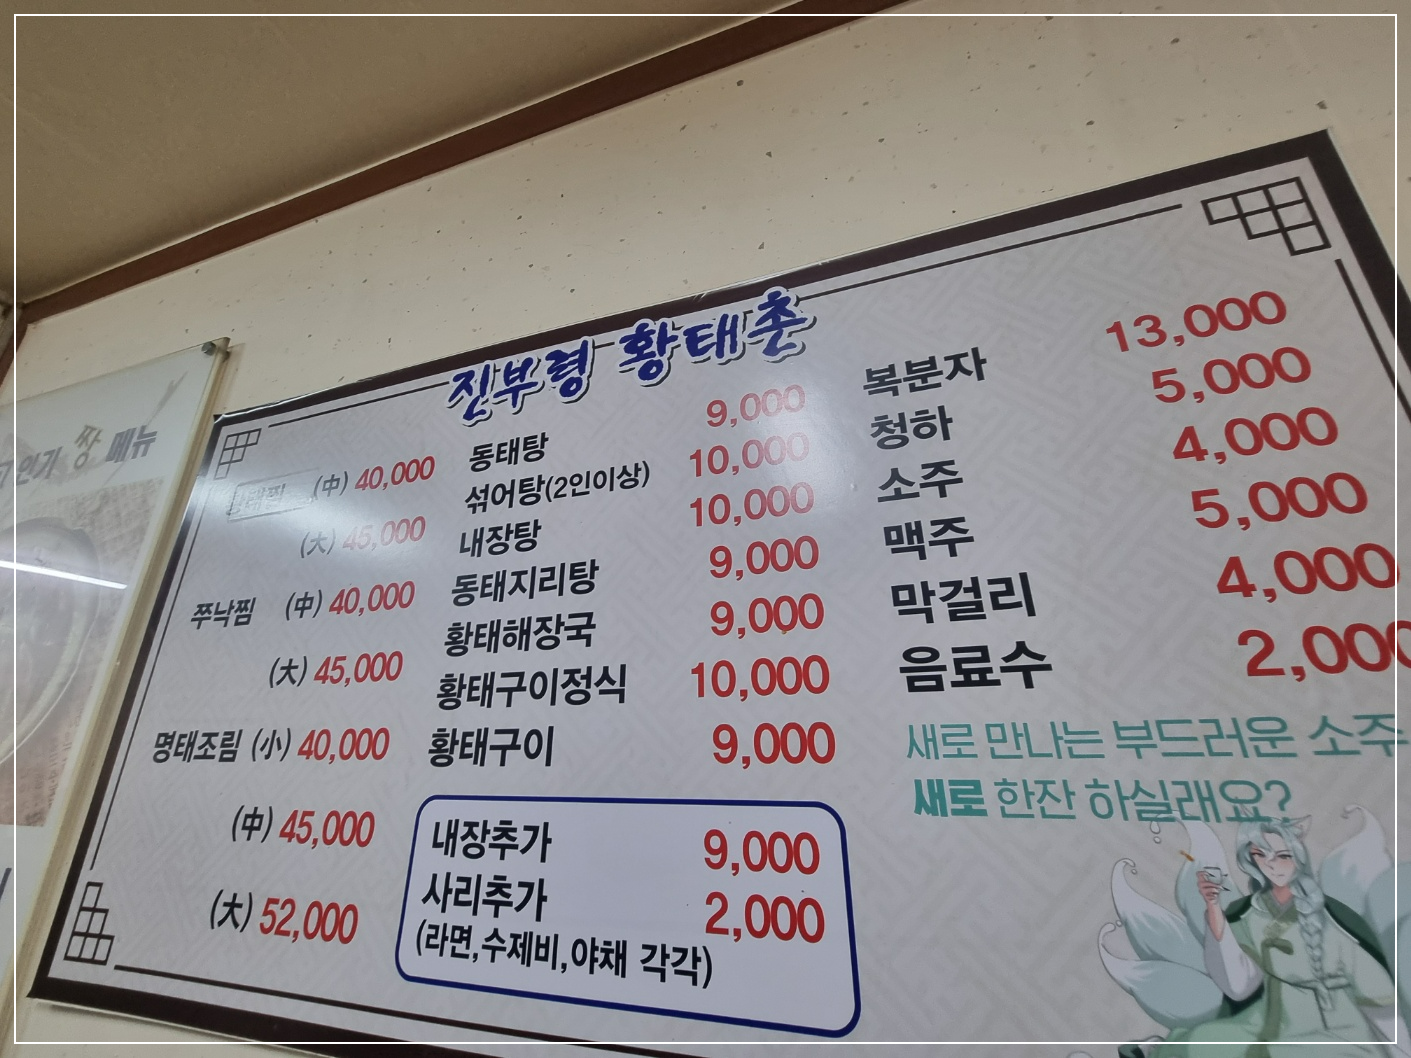 인기 짱 메뉴
진부령 황태촌
(中) 40,000
(大) 45,000
쭈낙찜 (中) 40,000
(大) 45,000
명태조림 (小) 40,000
(中) 45,000
(大) 52,000
동태탕 9,000
섞어탕(2인이상) 10,000
내장탕 10,000
동태지리탕 9,000
황태해장국 9,000
황태구이정식 10,000
황태구이 9,000
내장추가 9,000
사리추가 2,000
(라면,수제비,야채 각각)
복분자 13,000
청하 5,000
소주 4,000
맥주 5,000
막걸리 4,000
음료수 2,000
새로 만나는 부드러운 소주
새로 한잔 하실래요?